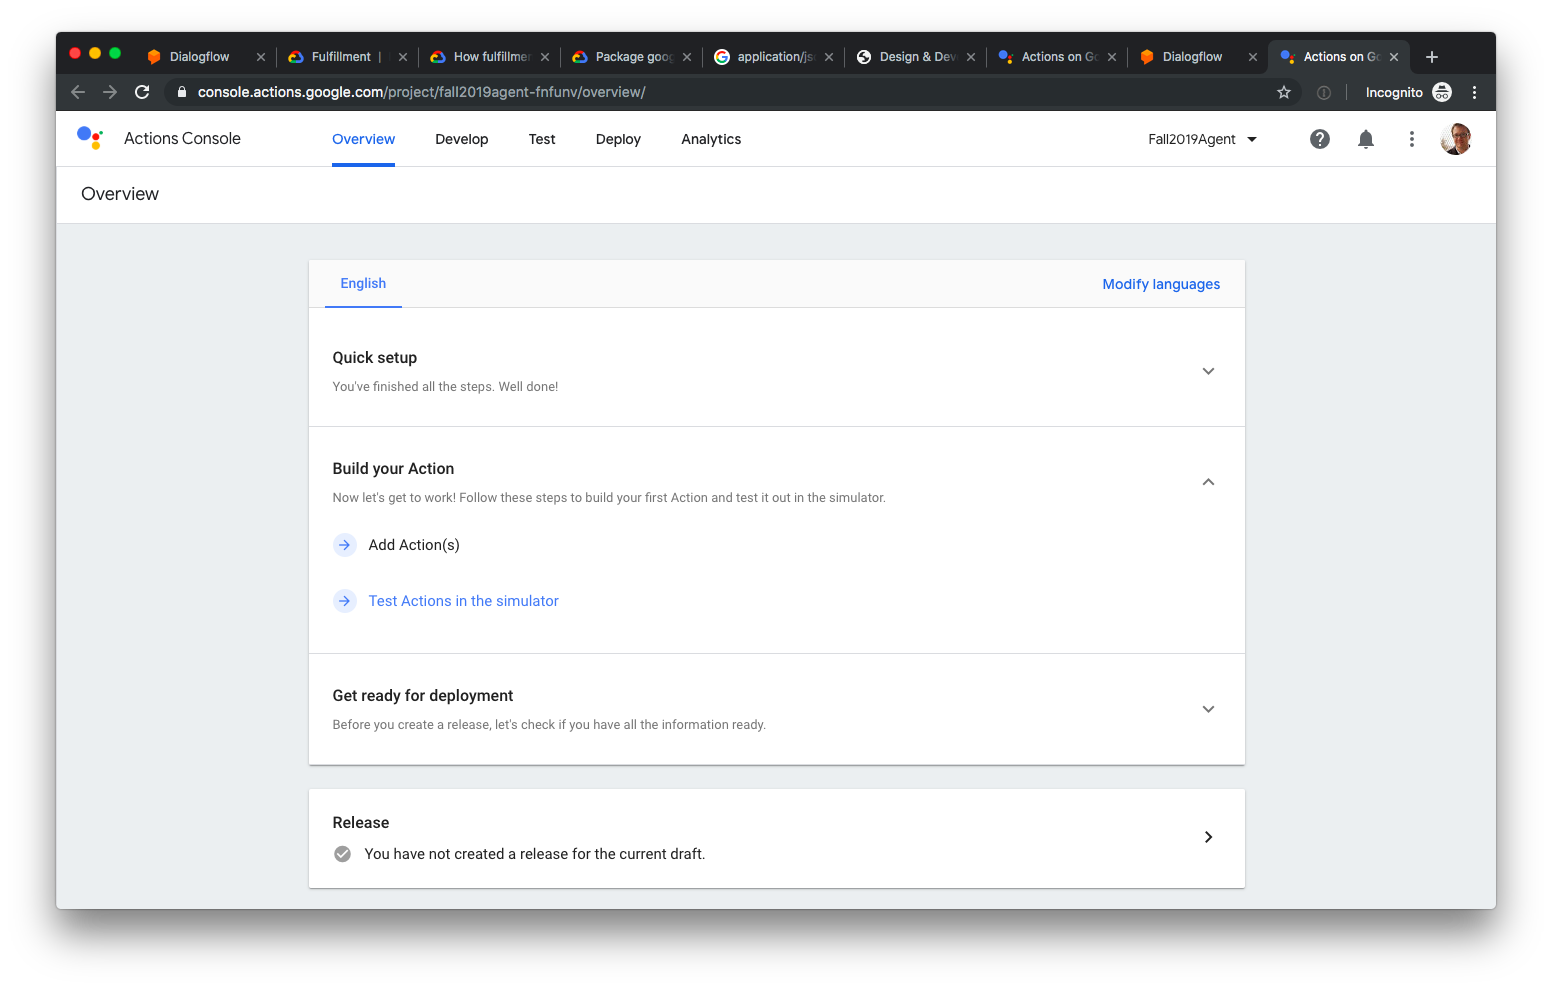 Dialogflow
Fulfillment |
How fulfillmen
Package goog
application/js
Design & Dev
Actions on Go
Dialogflow
Actions on Go
console.actions.google.com/project/fall2019agent-fnfunv/overview/
Incognito
Actions Console
Overview
Develop
Test
Deploy
Analytics
Fall2019Agent
Overview
English
Modify languages
Quick setup
You've finished all the steps. Well done!
Build your Action
Now let's get to work! Follow these steps to build your first Action and test it out in the simulator.
Add Action(s)
Test Actions in the simulator
Get ready for deployment
Before you create a release, let's check if you have all the information ready.
Release
You have not created a release for the current draft.